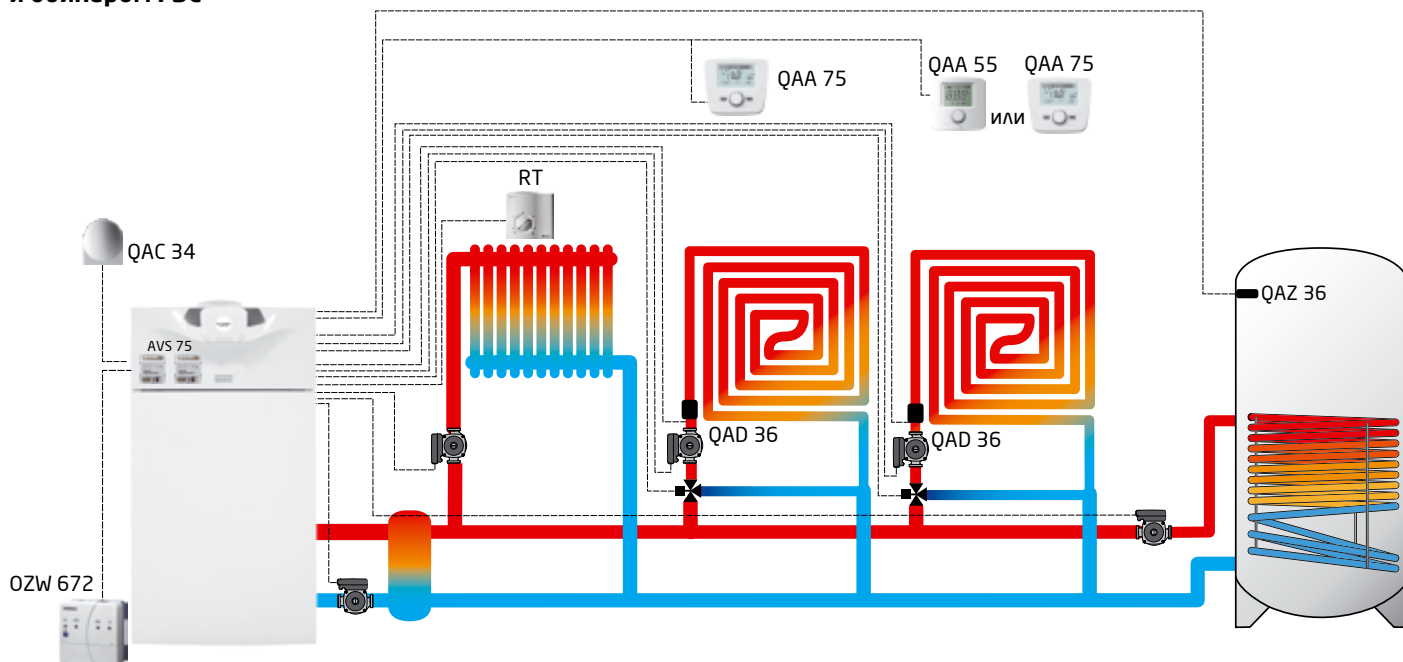 QAA 75
QAA 55
или
QAA 75
RT
QAC 34
QAZ 36
AVS 75
QAD 36
QAD 36
OZW 672